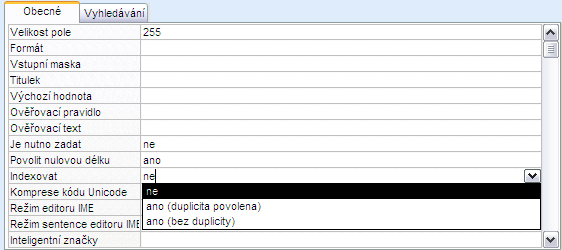 Obecné Vyhledávání
Velikost pole 255
Formát
Vstupní maska
Titulek
Výchozí hodnota
Ověřovací pravidlo
Ověřovací text
Je nutno zadat ne
Povolit nulovou délku ano
Indexovat ne
Komprese kódu Unicode ne
Režim editoru IME ano (duplicita povolena)
Režim sentence editoru IME ano (bez duplicity)
Inteligentní značky